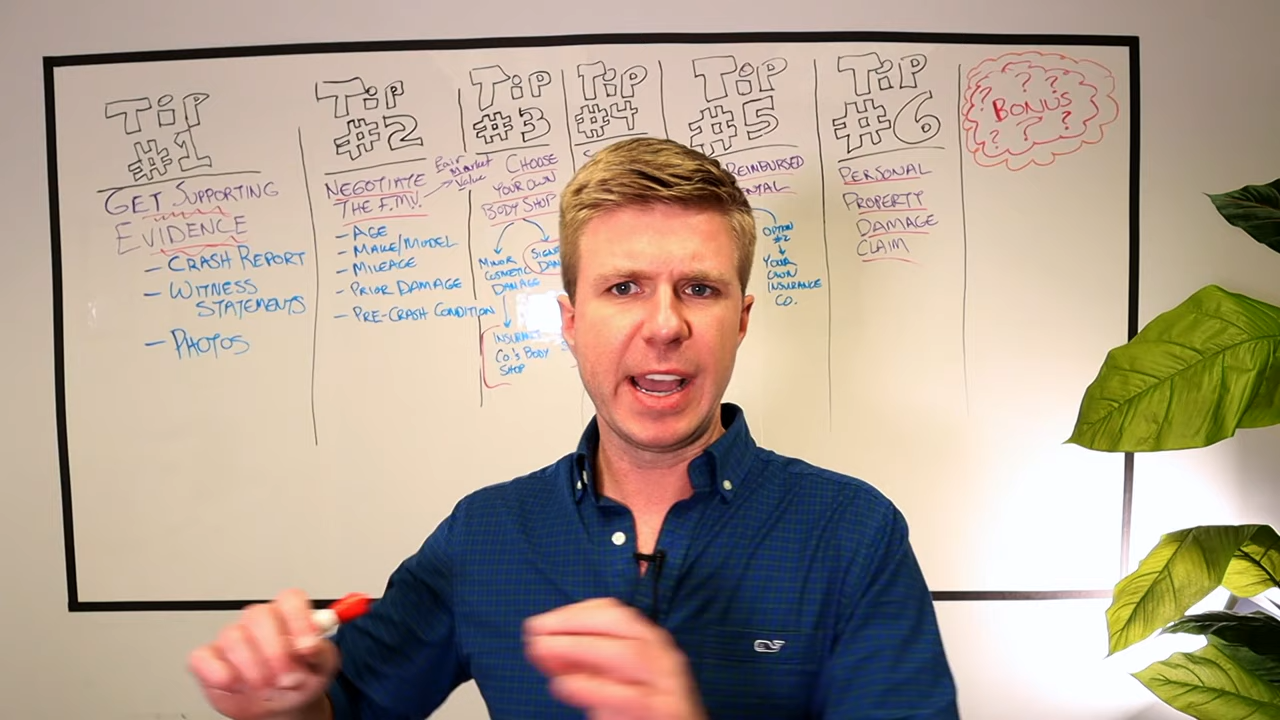 TiP
#1
GET SUPPORTING
EVIDENCE
- CRASH REPORT
- WITNESS
STATEMENTS
- PHOTOS
TiP
#2
NEGOTIATE
THE F.M.V.
Fair
Market
Value
- AGE
- MAKE/MODEL
- MILEAGE
- PRIOR DAMAGE
- PRE-CRASH CONDITION
TiP
#3
CHOOSE
YOUR OWN
BODY SHOP
MINOR
COSMETIC
DAMAGE
Co.'s BODY
SHOP
TiP
#4
TiP
#5
REIMBURSED
OPTION
#2
YOUR
OWN
INSURANCE
CO.
TiP
#6
PERSONAL
PROPERTY
DAMAGE
CLAIM
? ? ? BONUS ? ? ?